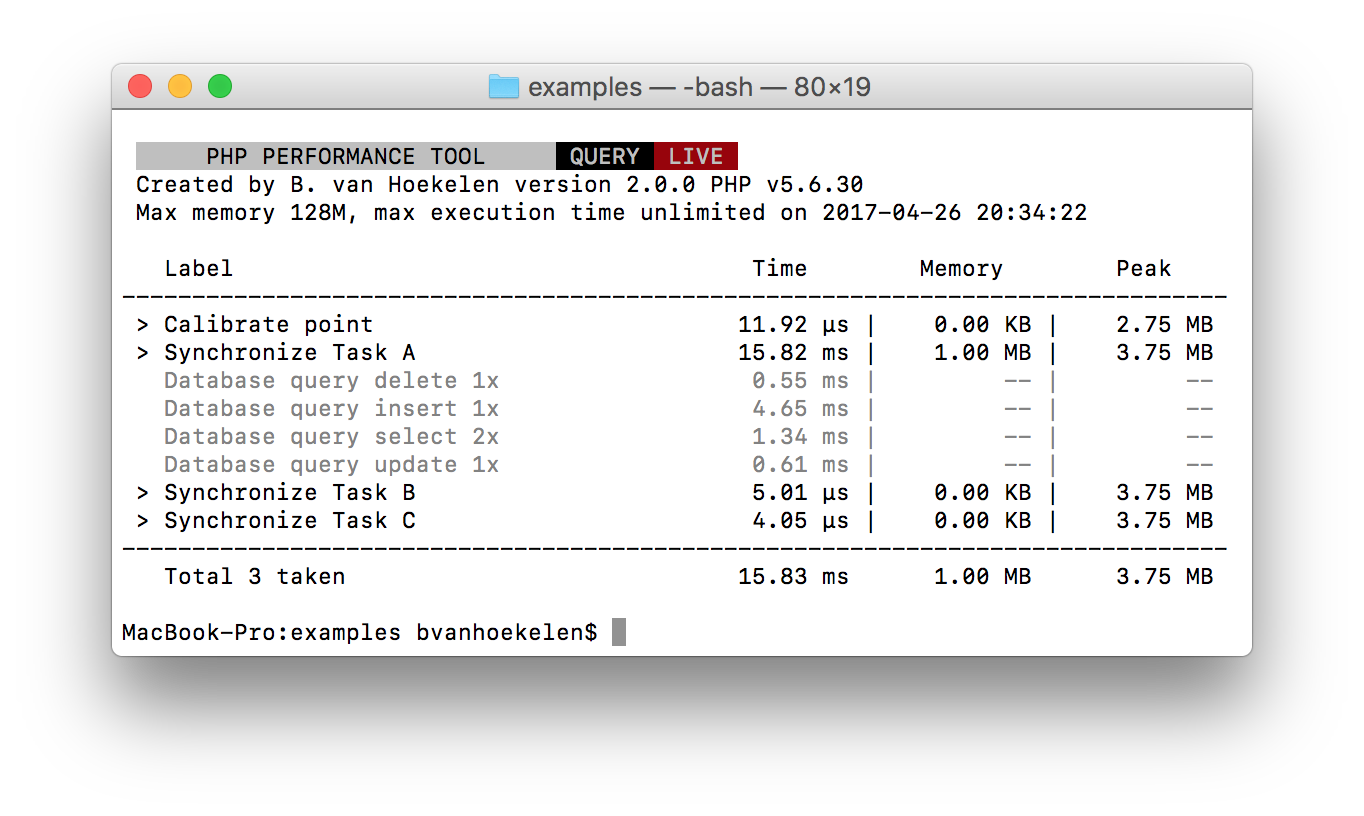 examples — -bash — 80×19
PHP PERFORMANCE TOOL QUERY LIVE
Created by B. van Hoekelen version 2.0.0 PHP v5.6.30
Max memory 128M, max execution time unlimited on 2017-04-26 20:34:22
Label Time Memory Peak
> Calibrate point 11.92 µs | 0.00 KB | 2.75 MB
> Synchronize Task A 15.82 ms | 1.00 MB | 3.75 MB
Database query delete 1x 0.55 ms | -- | --
Database query insert 1x 4.65 ms | -- | --
Database query select 2x 1.34 ms | -- | --
Database query update 1x 0.61 ms | -- | --
> Synchronize Task B 5.01 µs | 0.00 KB | 3.75 MB
> Synchronize Task C 4.05 µs | 0.00 KB | 3.75 MB
Total 3 taken 15.83 ms 1.00 MB 3.75 MB
MacBook-Pro:examples bvanhoekelen$